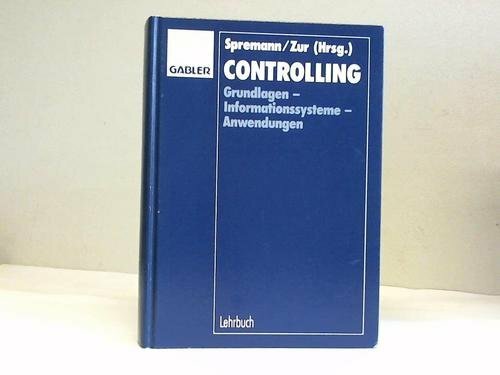 GABLER
Spremann/Zur (Hrsg.)
CONTROLLING
Grundlagen –
Informationssysteme –
Anwendungen
Lehrbuch